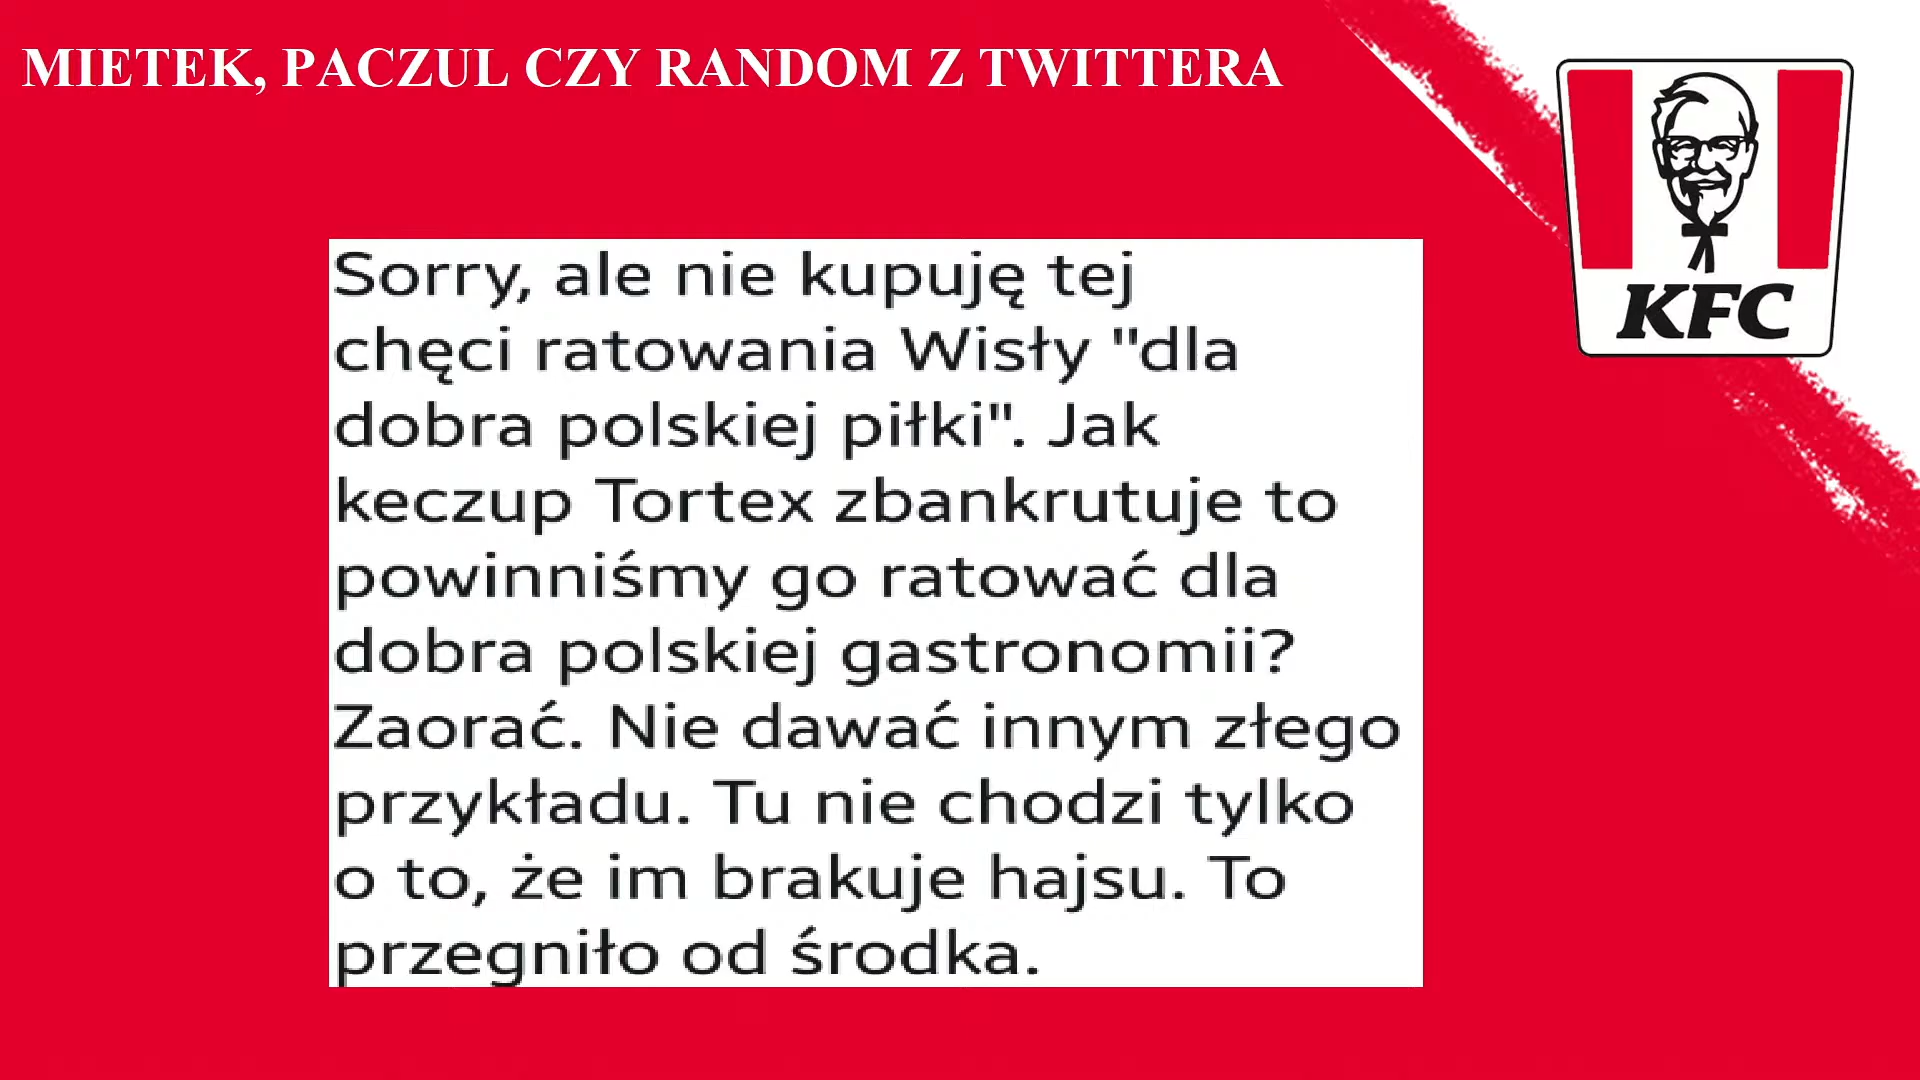 MIETEK, PACZUL CZY RANDOM Z TWITTERA
KFC
Sorry, ale nie kupuję tej
chęci ratowania Wisły "dla
dobra polskiej piłki". Jak
keczup Tortex zbankrutuje to
powinniśmy go ratować dla
dobra polskiej gastronomii?
Zaorać. Nie dawać innym złego
przykładu. Tu nie chodzi tylko
o to, że im brakuje hajsu. To
przegniło od środka.